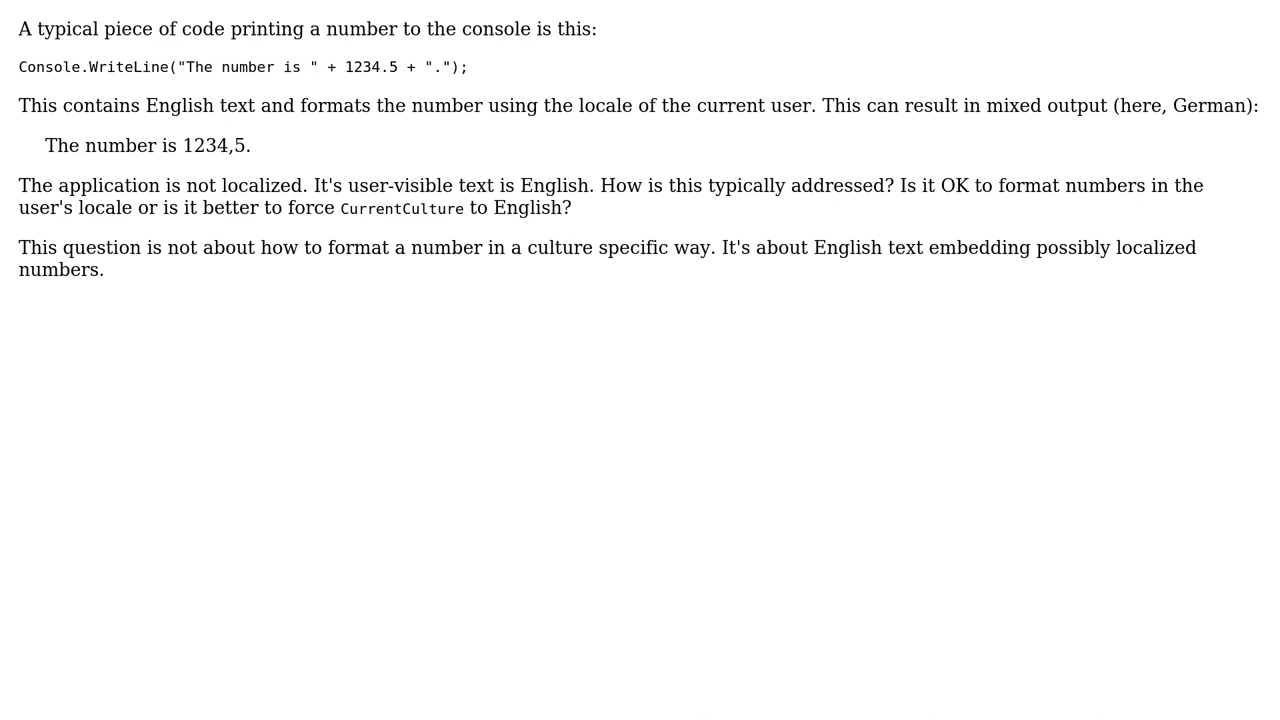 A typical piece of code printing a number to the console is this:
Console.WriteLine("The number is " + 1234.5 + ".");
This contains English text and formats the number using the locale of the current user. This can result in mixed output (here, German):
The number is 1234,5.
The application is not localized. It's user-visible text is English. How is this typically addressed? Is it OK to format numbers in the
user's locale or is it better to force CurrentCulture to English?
This question is not about how to format a number in a culture specific way. It's about English text embedding possibly localized
numbers.